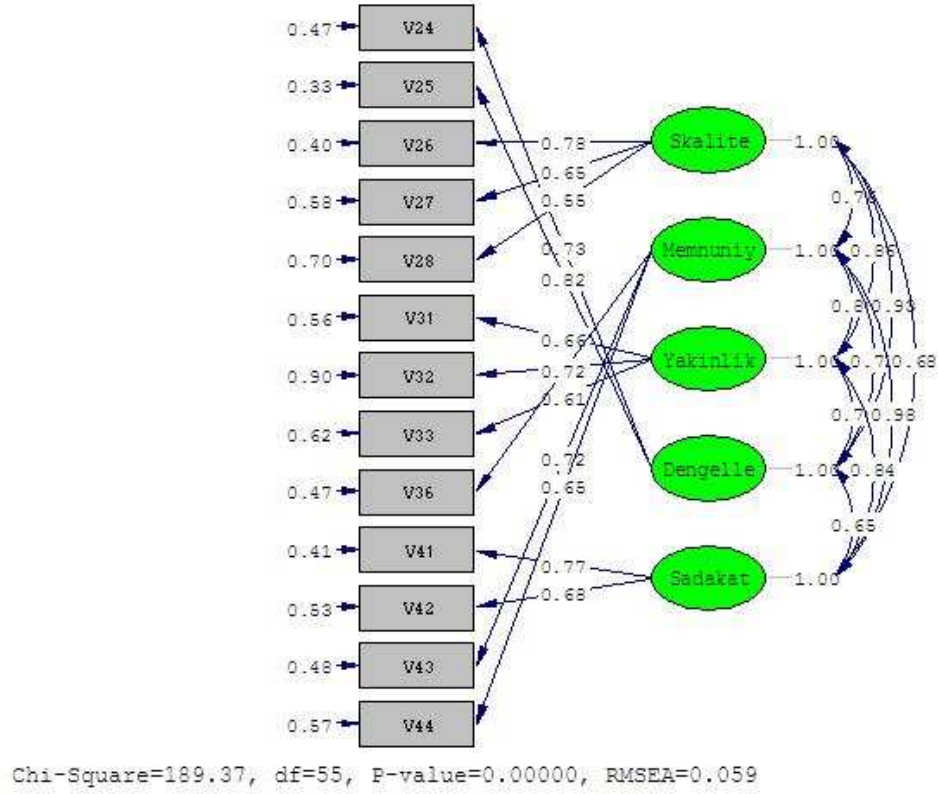 0.47 V24
0.33 V25
0.40 V26 0.78 Skalite 1.00
0.58 V27 0.65
0.55
0.70 V28 0.73 Memnuniy 1.00
0.82
0.56 V31 0.66
0.90 V32 0.72 Yakinlik 1.00 0.68
0.62 V33 0.61 0.98
0.47 V36 0.72 Dengelle 1.00 0.84
0.65
0.41 V41 0.77 Sadakat 1.00 0.65
0.53 V42 0.68
0.48 V43
0.57 V44
Chi-Square=189.37, df=55, P-value=0.00000, RMSEA=0.059